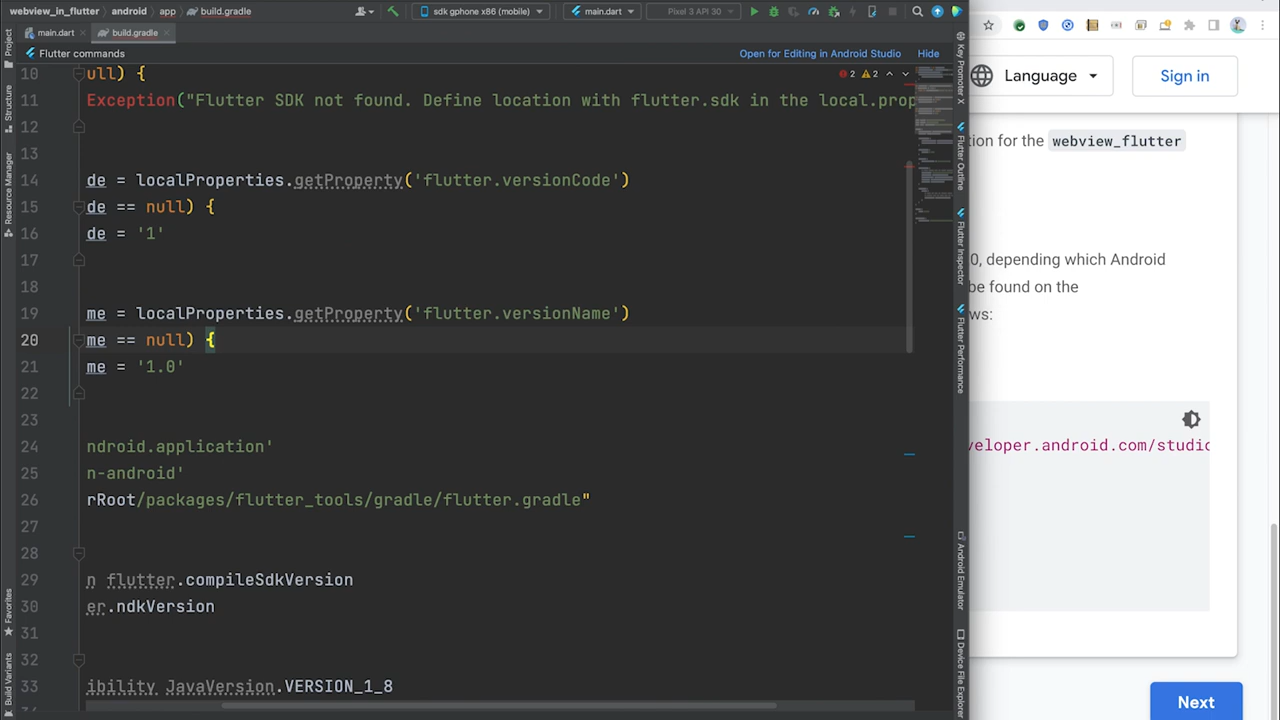 webview_in_flutter android app build.gradle sdk gphone x86 (mobile) main.dart Pixel 3 API 30
main.dart build.gradle
Flutter commands Open for Editing in Android Studio Hide
10 ull) { 2 2
11 Exception("Flutter SDK not found. Define location with flutter.sdk in the local.prop
12
13
14 de = localProperties.getProperty('flutter.versionCode')
15 de == null) {
16 de = '1'
17
18
19 me = localProperties.getProperty('flutter.versionName')
20 me == null) {
21 me = '1.0'
22
23
24 ndroid.application'
25 n-android'
26 rRoot/packages/flutter_tools/gradle/flutter.gradle"
27
28
29 n flutter.compileSdkVersion
30 er.ndkVersion
31
32
33 ibility JavaVersion.VERSION_1_8
Project
Structure
Resource Manager
Favorites
Build Variants
Key Promoter X
Flutter Outline
Flutter Inspector
Flutter Performance
Android Emulator
Device File Explorer
Language Sign in
tion for the webview_flutter
0, depending which Android
be found on the
ws:
veloper.android.com/studio
Next